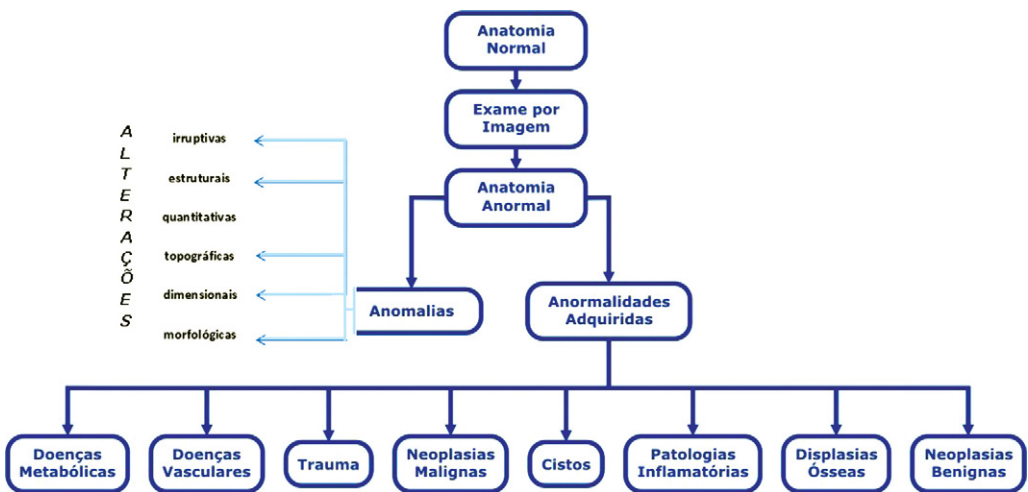 Anatomia
Normal
Exame por
Imagem
Anatomia
Anormal
ALTERAÇÕES
irruptivas
estruturais
quantitativas
topográficas
dimensionais
morfológicas
Anomalias
Anormalidades
Adquiridas
Doenças
Metabólicas
Doenças
Vasculares
Trauma
Neoplasias
Malignas
Cistos
Patologias
Inflamatórias
Displasias
Ósseas
Neoplasias
Benignas